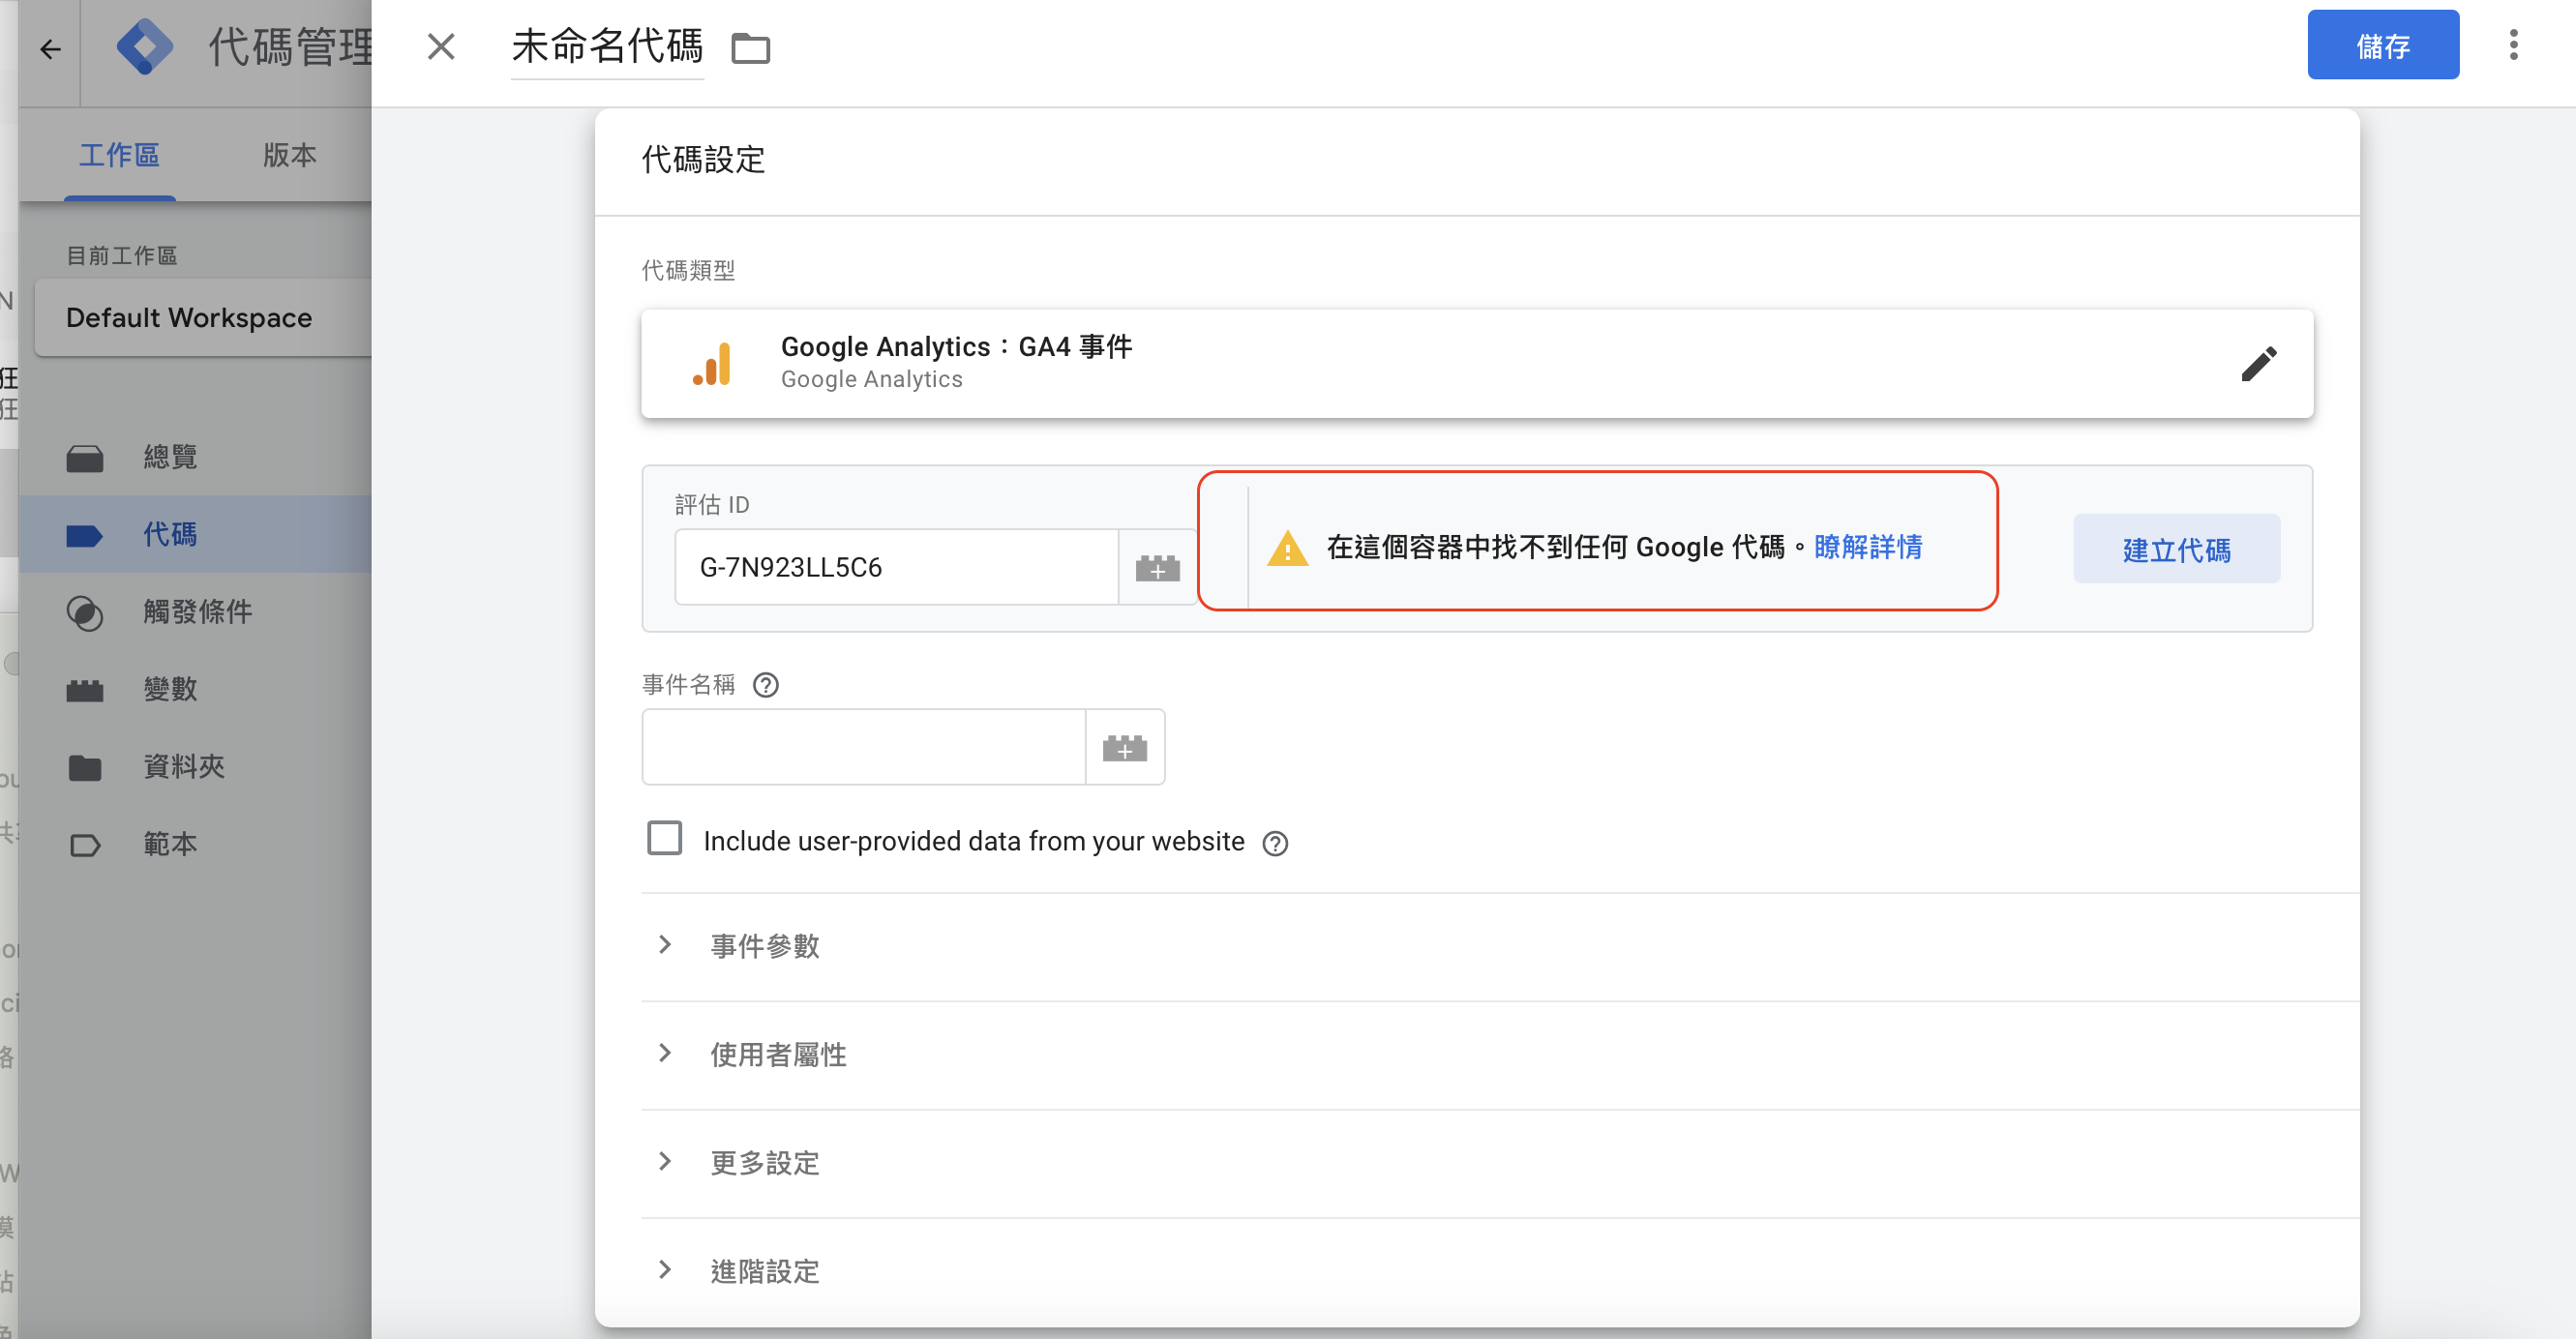 代碼管理
未命名代碼
儲存
工作區
版本
目前工作區
Default Workspace
總覽
代碼
觸發條件
變數
資料夾
範本
代碼設定
代碼類型
Google Analytics：GA4 事件
Google Analytics
評估 ID
G-7N923LL5C6
在這個容器中找不到任何 Google 代碼。瞭解詳情
建立代碼
事件名稱
Include user-provided data from your website
事件參數
使用者屬性
更多設定
進階設定